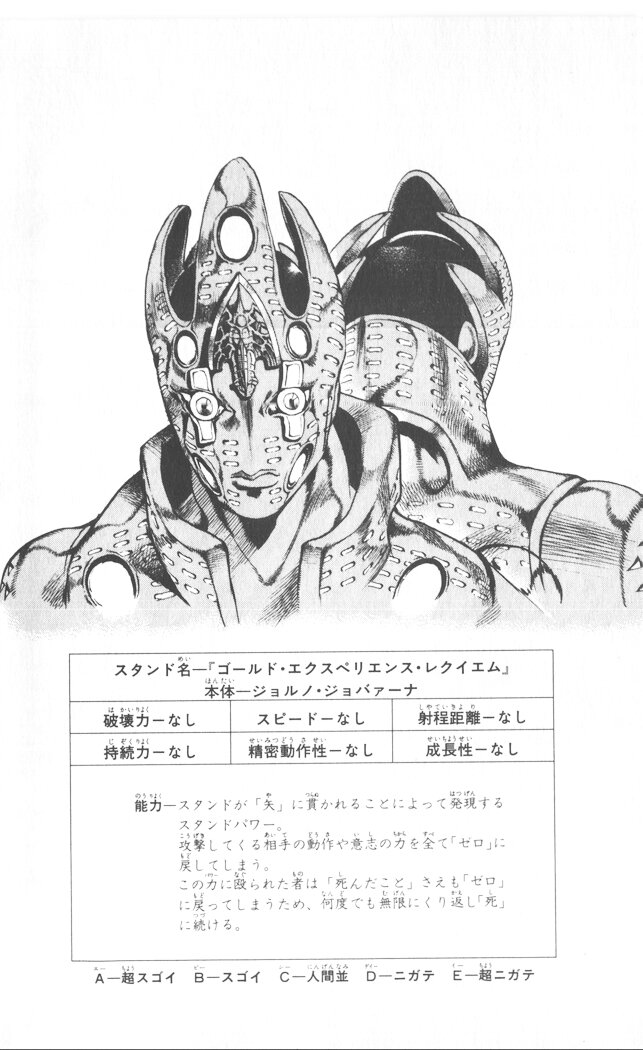 スタンド名―『ゴールド・エクスペリエンス・レクイエム』
本体―ジョルノ・ジョバァーナ
破壊力―なし スピード―なし 射程距離―なし
持続力―なし 精密動作性―なし 成長性―なし
能力―スタンドが「矢」に貫かれることによって発現する
スタンドパワー。
攻撃してくる相手の動作や意志の力を全て「ゼロ」に
戻してしまう。
この力に殴られた者は「死んだこと」さえも「ゼロ」
に戻ってしまうため、何度でも無限にくり返し「死」
に続ける。
A―超スゴイ B―スゴイ C―人間並 D―ニガテ E―超ニガテ